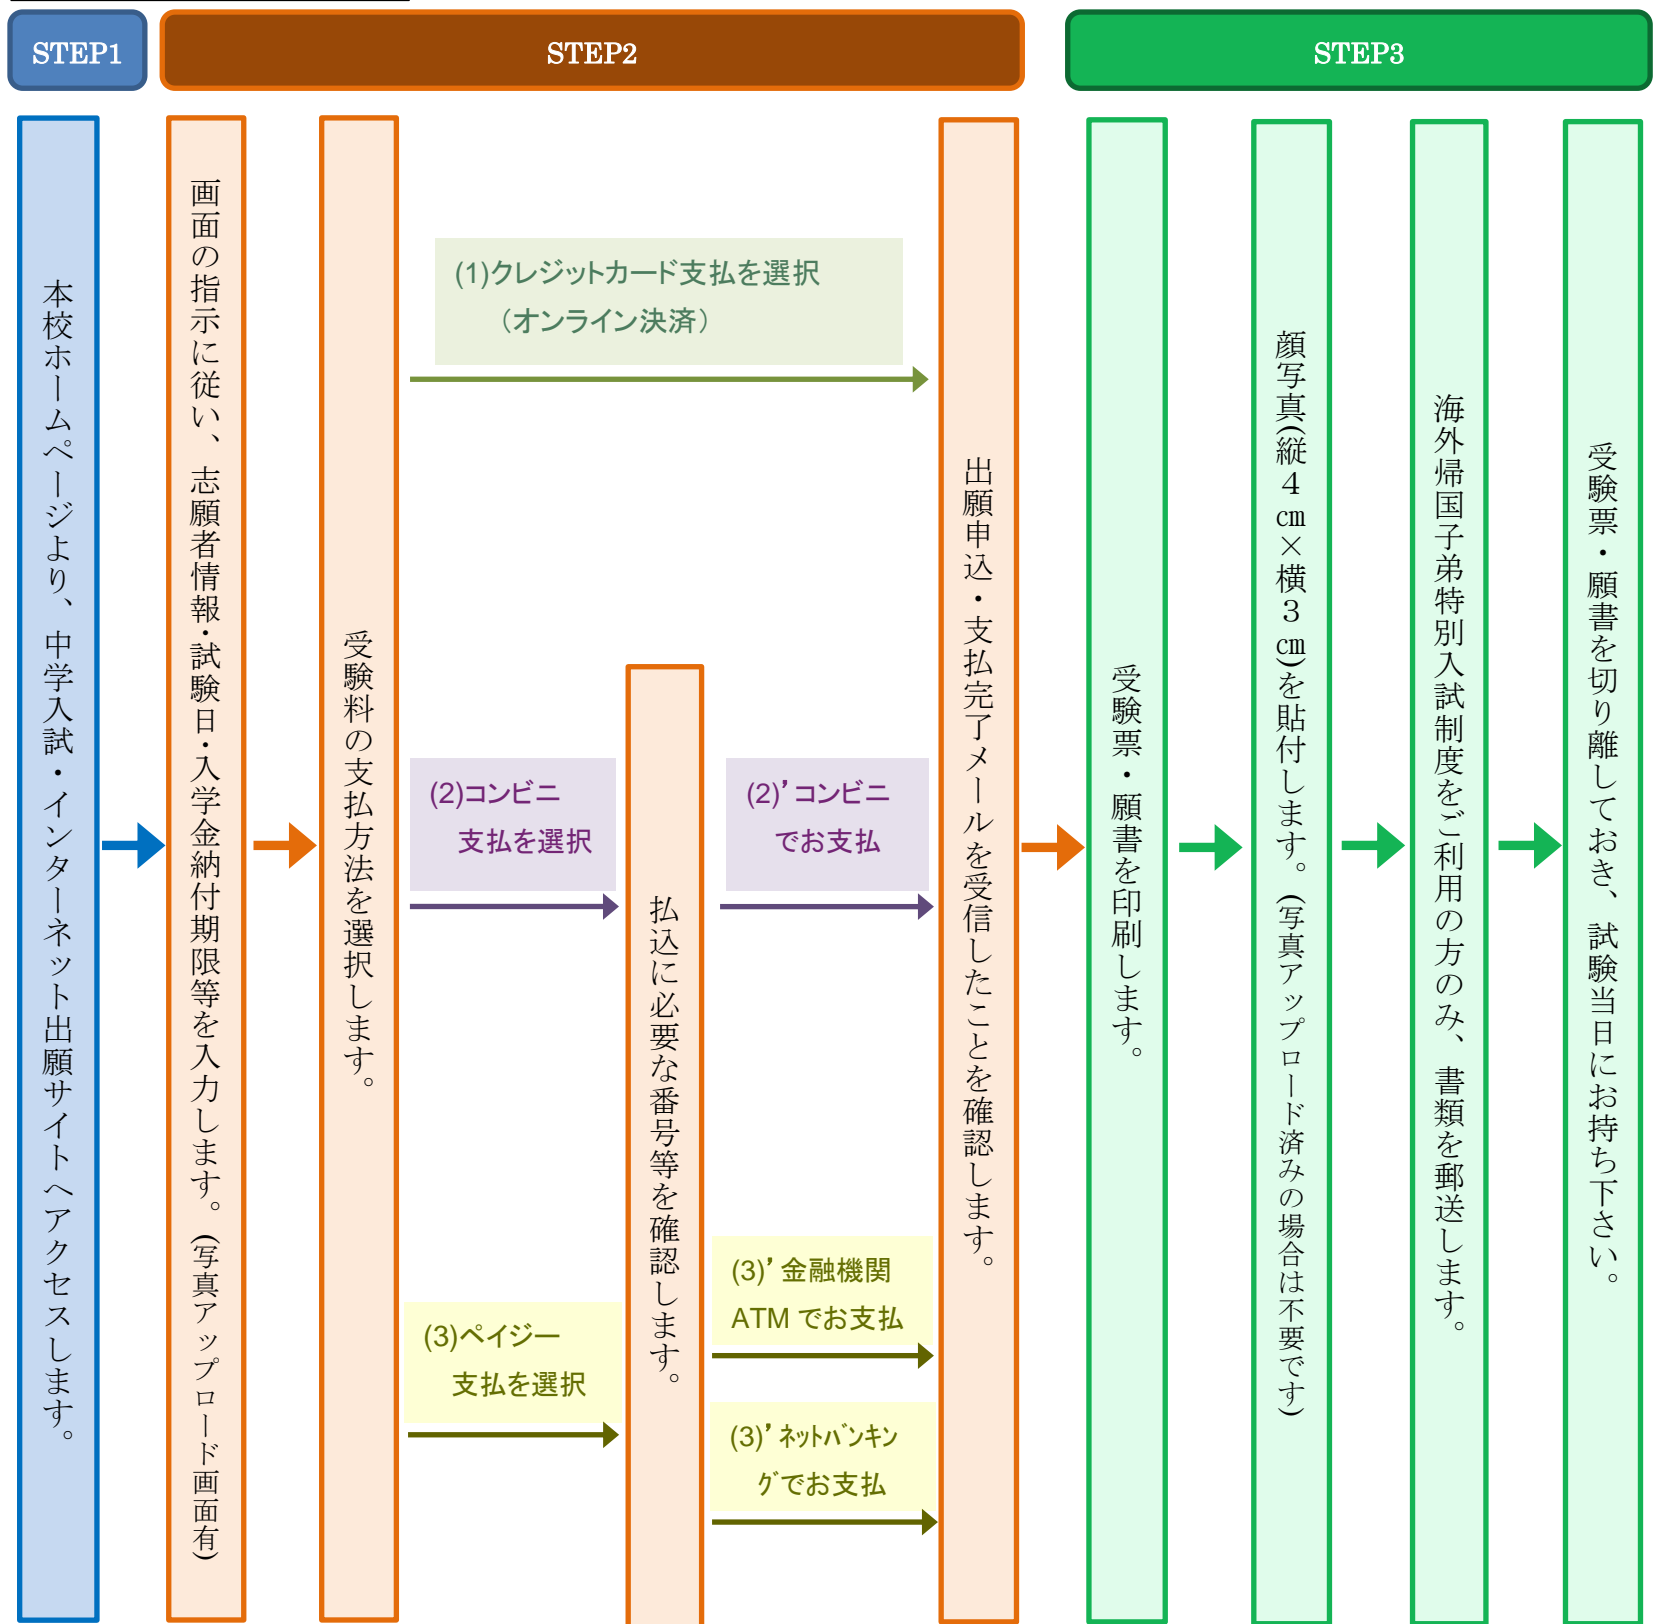 STEP1
STEP2
STEP3
本校ホームページより、中学入試・インターネット出願サイトへアクセスします。
画面の指示に従い、志願者情報・試験日・入学金納付期限等を入力します。(写真アップロード画面有)
受験料の支払方法を選択します。
(1)クレジットカード支払を選択
(オンライン決済)
(2)コンビニ
支払を選択
(3)ペイジー
支払を選択
払込に必要な番号等を確認します。
(2)’コンビニ
でお支払
(3)’金融機関
ATM でお支払
(3)’ネットバンキン
グでお支払
出願申込・支払完了メールを受信したことを確認します。
受験票・願書を印刷します。
顔写真(縦4㎝×横3㎝)を貼付します。(写真アップロード済みの場合は不要です)
海外帰国子弟特別入試制度をご利用の方のみ、書類を郵送します。
受験票・願書を切り離しておき、試験当日にお持ち下さい。